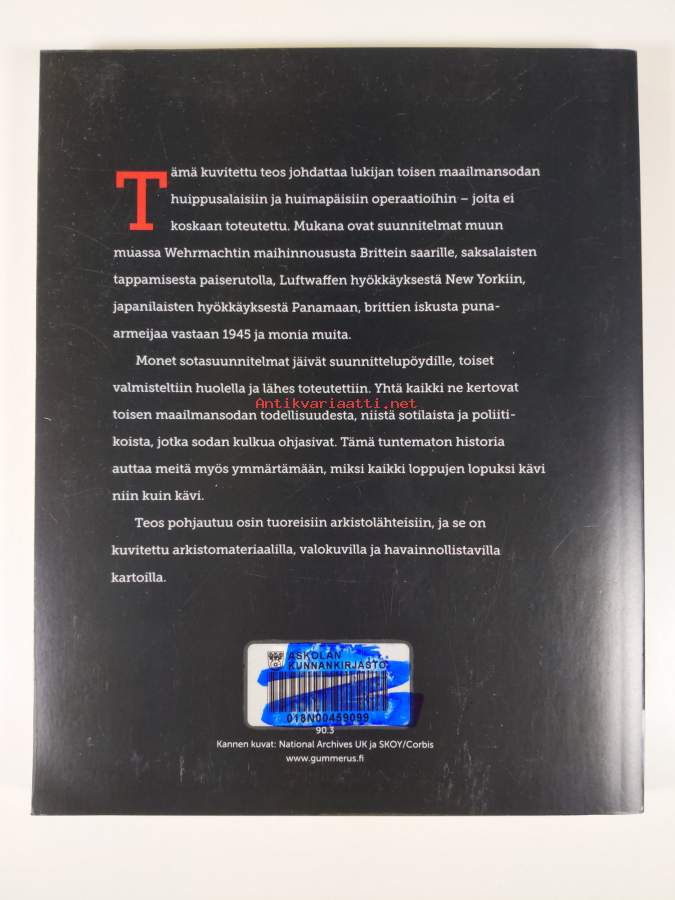 Tämä kuvitettu teos johdattaa lukijan toisen maailmansodan
huippusalaisiin ja huimapäisiin operaatioihin – joita ei
koskaan toteutettu. Mukana ovat suunnitelmat muun
muassa Wehrmachtin maihinnoususta Brittein saarille, saksalaisten
tappamisesta paiserutolla, Luftwaffen hyökkäyksestä New Yorkiin,
japanilaisten hyökkäyksestä Panamaan, brittien iskusta puna-
armeijaa vastaan 1945 ja monia muita.
Monet sotasuunnitelmat jäivät suunnittelupöydille, toiset
valmisteltiin huolella ja lähes toteutettiin. Yhtä kaikki ne kertovat
Antikvariaatti.net
toisen maailmansodan todellisuudesta, niistä sotilaista ja poliiti-
koista, jotka sodan kulkua ohjasivat. Tämä tuntematon historia
auttaa meitä myös ymmärtämään, miksi kaikki loppujen lopuksi kävi
niin kuin kävi.
Teos pohjautuu osin tuoreisiin arkistolähteisiin, ja se on
kuvitettu arkistomateriaalilla, valokuvilla ja havainnollistavilla
kartoilla.
ASKOLAN
KUNNANKIRJASTO
018N00459099
90.3
Kannen kuvat: National Archives UK ja SKOY/Corbis
www.gummerus.fi